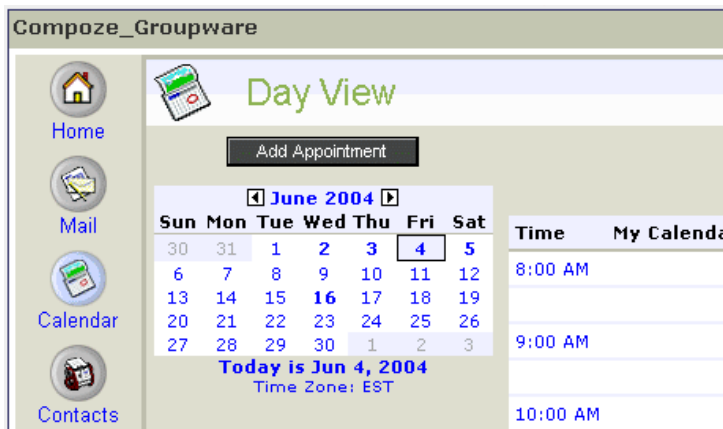 Compoze_Groupware
Home
Mail
Calendar
Contacts
Day View
Add Appointment
June 2004
Sun Mon Tue Wed Thu Fri Sat
30 31 1 2 3 4 5
6 7 8 9 10 11 12
13 14 15 16 17 18 19
20 21 22 23 24 25 26
27 28 29 30 1 2 3
Today is Jun 4, 2004
Time Zone: EST
Time My Calenda
8:00 AM
9:00 AM
10:00 AM